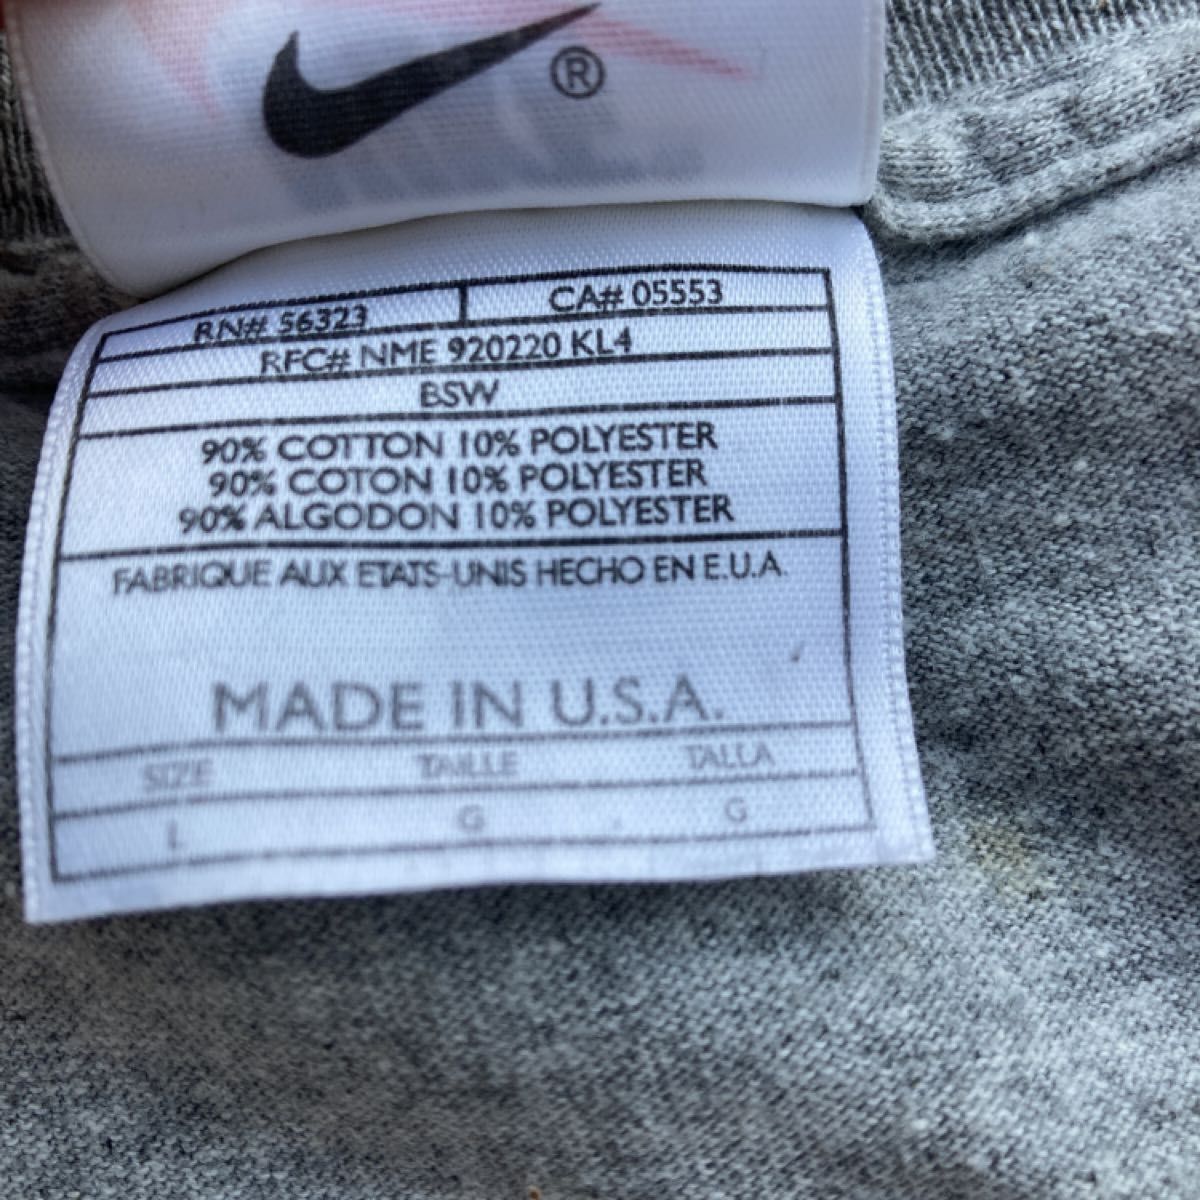 ®
RN# 56323 CA# 05553
RFC# NME 920220 KL4
BSW
90% COTTON 10% POLYESTER
90% COTON 10% POLYESTER
90% ALGODON 10% POLYESTER
FABRIQUE AUX ETATS-UNIS HECHO EN E.U.A.
MADE IN U.S.A.
SIZE TAILLE TALLA
L G G